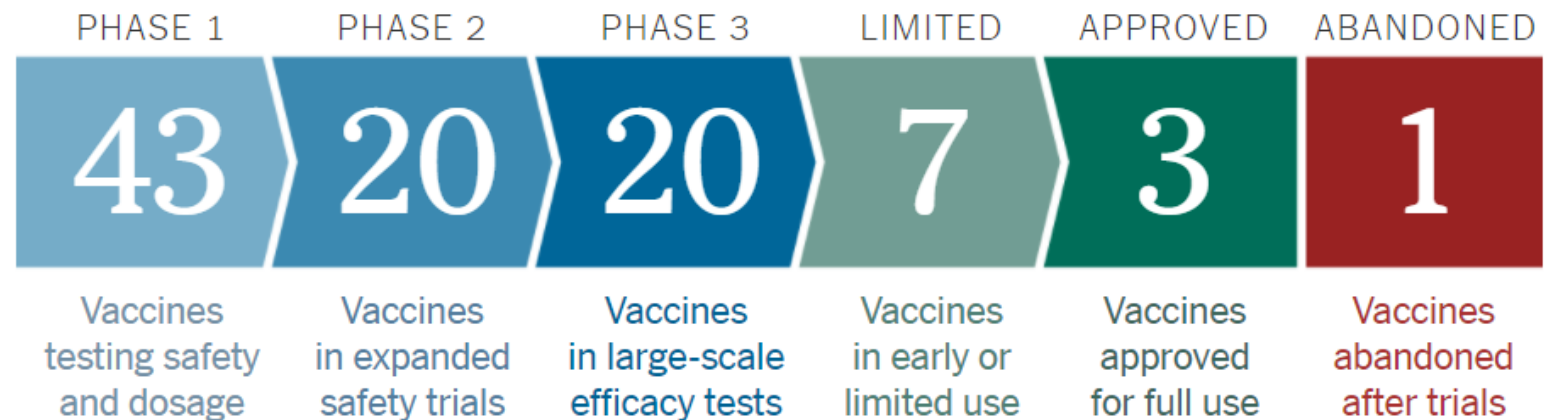 PHASE 1 PHASE 2 PHASE 3 LIMITED APPROVED ABANDONED
43 20 20 7 3 1
Vaccines Vaccines Vaccines Vaccines Vaccines Vaccines
testing safety in expanded in large-scale in early or approved abandoned
and dosage safety trials efficacy tests limited use for full use after trials